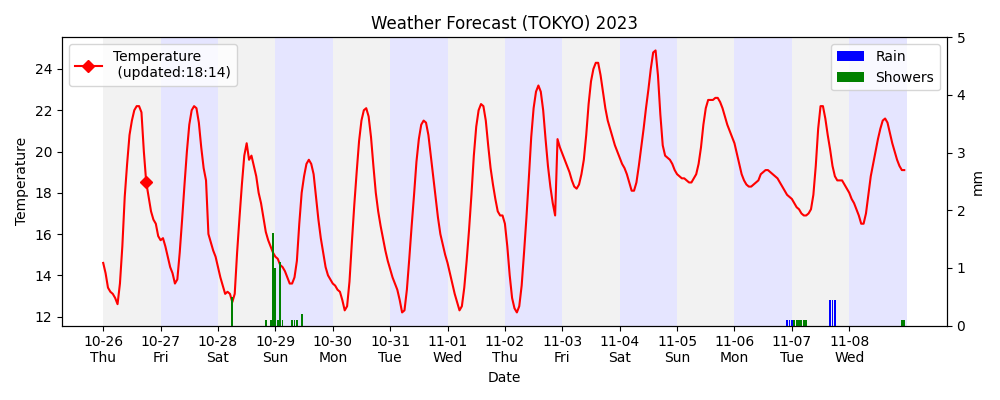 Weather Forecast (TOKYO) 2023
Temperature
(updated:18:14)
Rain
Showers
Temperature
24
22
20
18
16
14
12
5
4
3
2
1
0
mm
10-26 10-27 10-28 10-29 10-30 10-31 11-01 11-02 11-03 11-04 11-05 11-06 11-07 11-08
Thu Fri Sat Sun Mon Tue Wed Thu Fri Sat Sun Mon Tue Wed
Date